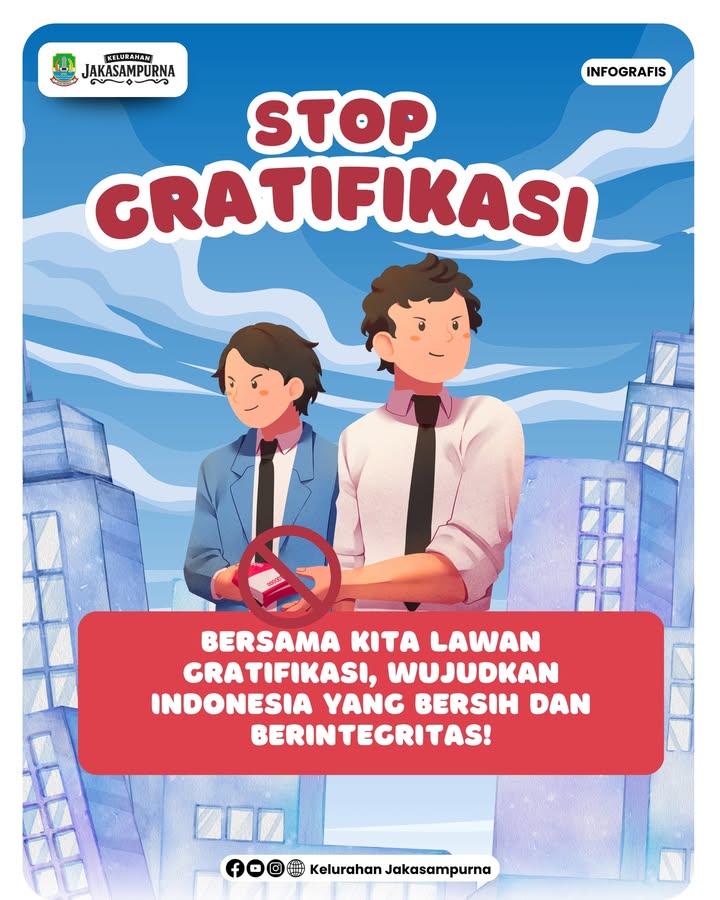 KELURAHAN
JAKASAMPURNA
INFOGRAFIS
STOP
GRATIFIKASI
BERSAMA KITA LAWAN
GRATIFIKASI, WUJUDKAN
INDONESIA YANG BERSIH DAN
BERINTEGRITAS!
Kelurahan Jakasampurna